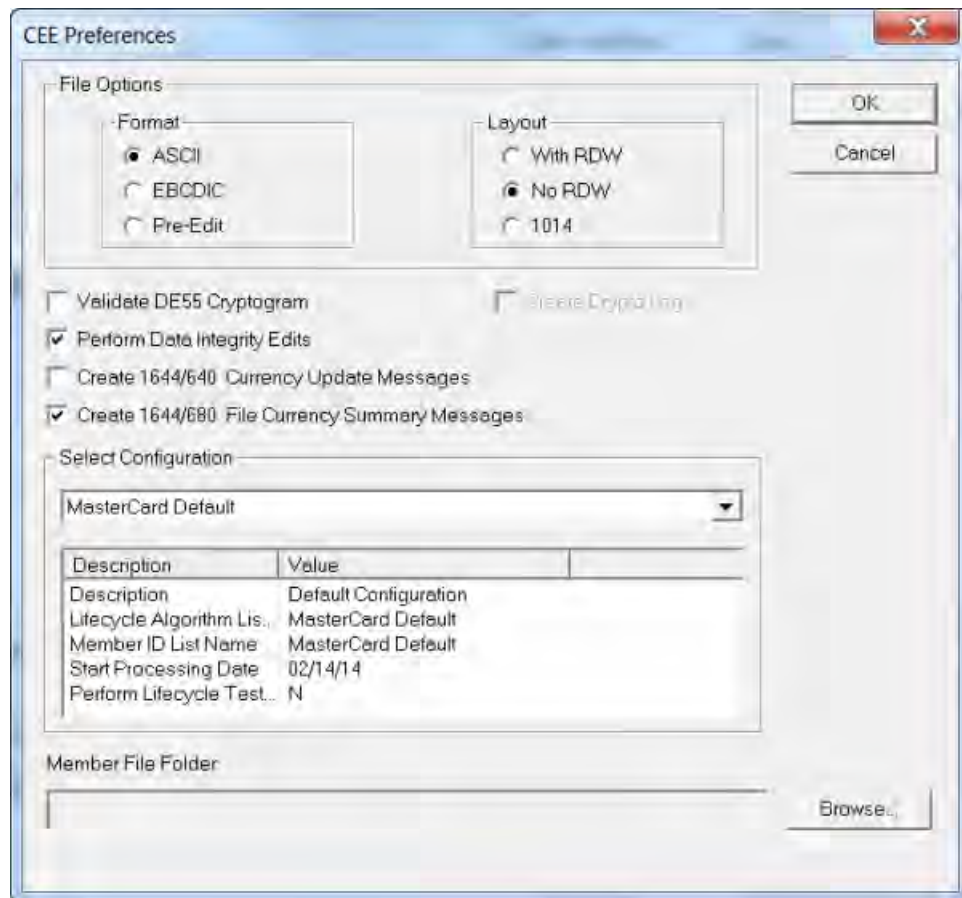 CEE Preferences
File Options
Format
ASCII
EBCDIC
Pre-Edit
Layout
With RDW
No RDW
1014
OK
Cancel
Validate DE55 Cryptogram
Create Crypto Log
Perform Data Integrity Edits
Create 1644/640 Currency Update Messages
Create 1644/680 File Currency Summary Messages
Select Configuration
MasterCard Default
Description Value
Description Default Configuration
Lifecycle Algorithm Lis... MasterCard Default
Member ID List Name MasterCard Default
Start Processing Date 02/14/14
Perform Lifecycle Test... N
Member File Folder
Browse...